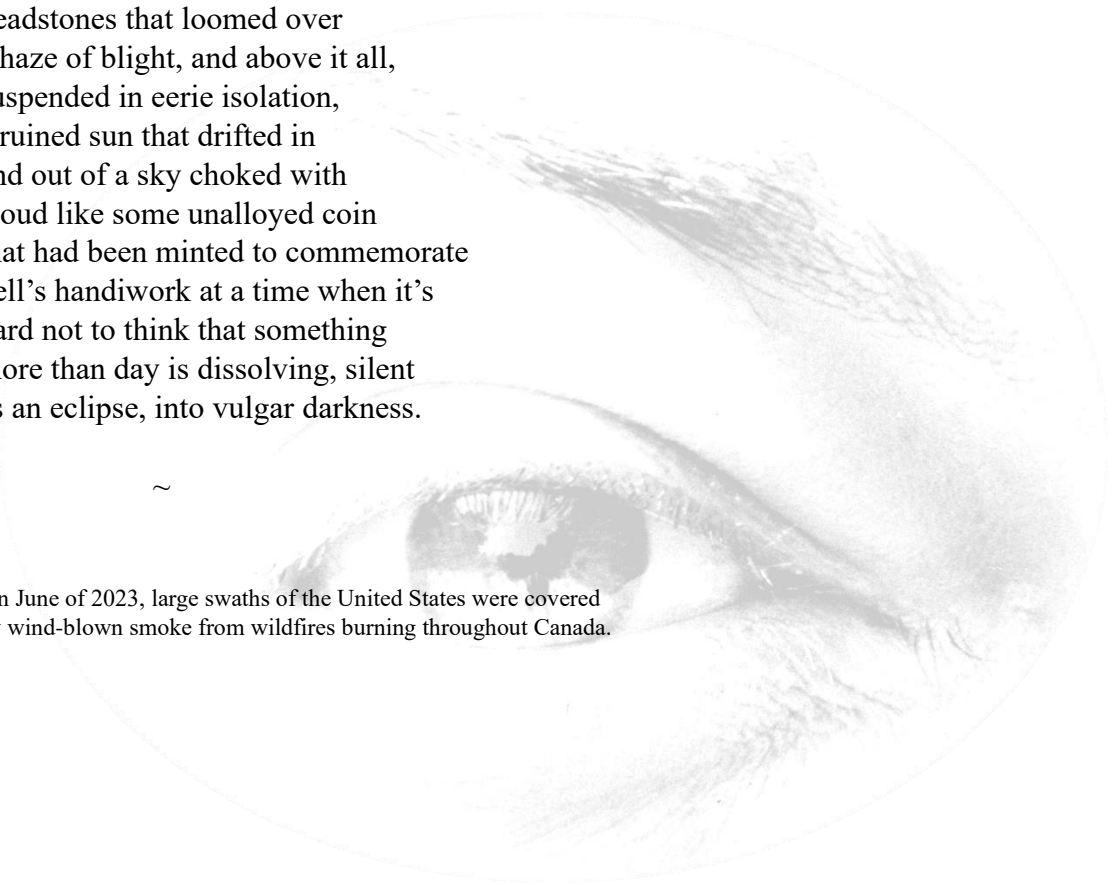 eadstones that loomed over
haze of blight, and above it all,
uspended in eerie isolation,
ruined sun that drifted in
nd out of a sky choked with
oud like some unalloyed coin
at had been minted to commemorate
ell’s handiwork at a time when it’s
ard not to think that something
ore than day is dissolving, silent
s an eclipse, into vulgar darkness.
~
n June of 2023, large swaths of the United States were covered
wind-blown smoke from wildfires burning throughout Canada.